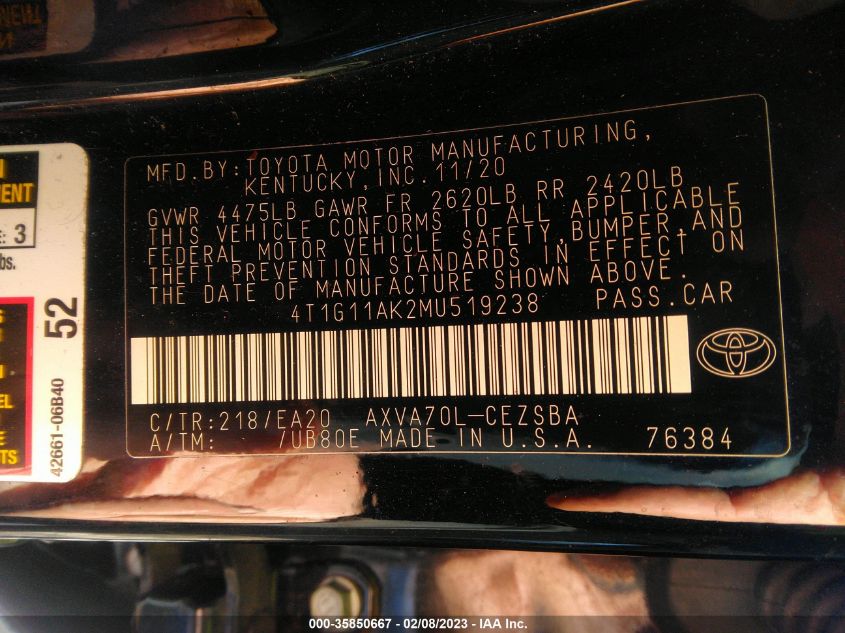 MFD.BY:TOYOTA MOTOR MANUFACTURING,
KENTUCKY,INC.11/20
GVWR 4475LB GAWR FR 2620LB RR 2420LB
THIS VEHICLE CONFORMS TO ALL APPLICABLE
FEDERAL MOTOR VEHICLE SAFETY,BUMPER,AND
THEFT PREVENTION STANDARDS IN EFFECT ON
THE DATE OF MANUFACTURE SHOWN ABOVE.
4T1G11AK2MU519238 PASS.CAR
C/TR:218/EA20 AXVA70L-CEZSBA
A/TM: /UB80E MADE IN U.S.A. 76384
: 3
bs.
52
42661-06B40
000-35850667 - 02/08/2023 - IAA Inc.